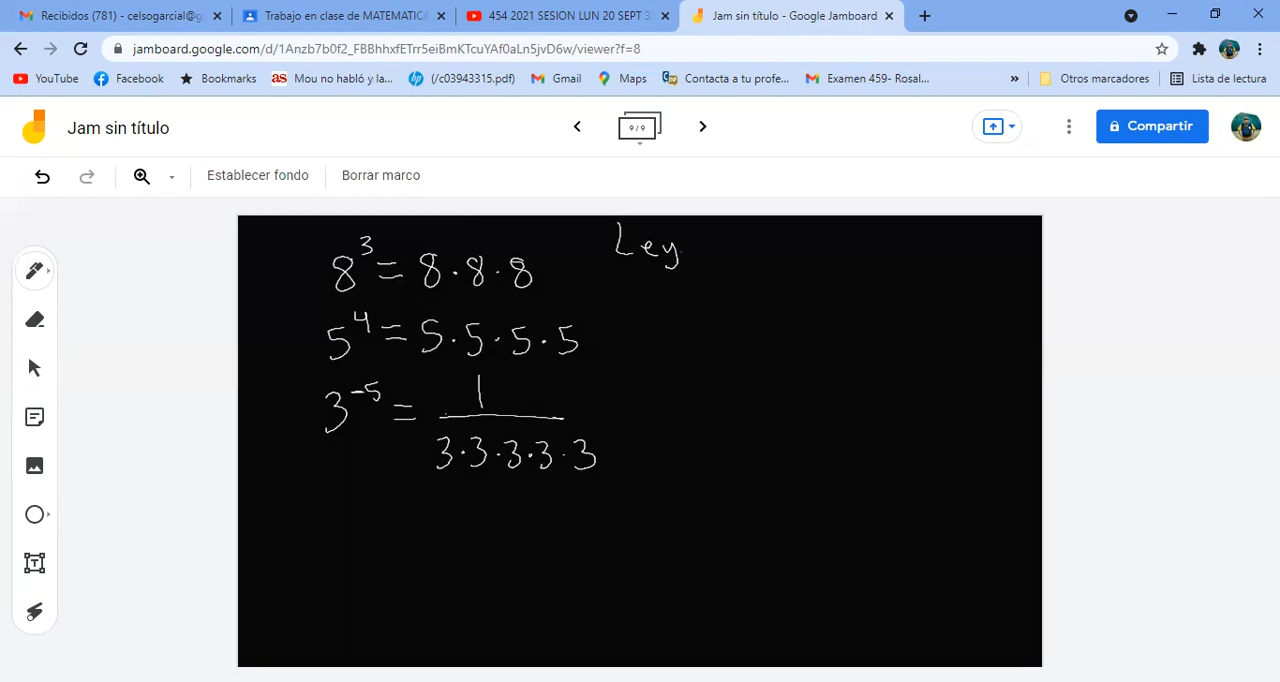 Recibidos (781) - celsogarcial@g
Trabajo en clase de MATEMATICA
454 2021 SESION LUN 20 SEPT 3
Jam sin título - Google Jamboard
jamboard.google.com/d/1Anzb7b0f2_FBBhhxfETrr5eiBmKTcuYAf0aLn5jvD6w/viewer?f=8
YouTube Facebook Bookmarks as Mou no habló y la... (/c03943315.pdf) Gmail Maps Contacta a tu profe... Examen 459- Rosal... » Otros marcadores Lista de lectura
Jam sin título
9 / 9
Compartir
Establecer fondo Borrar marco
Ley
8³ = 8·8·8
5⁴ = 5·5·5·5
3⁻⁵ = 1
3·3·3·3·3